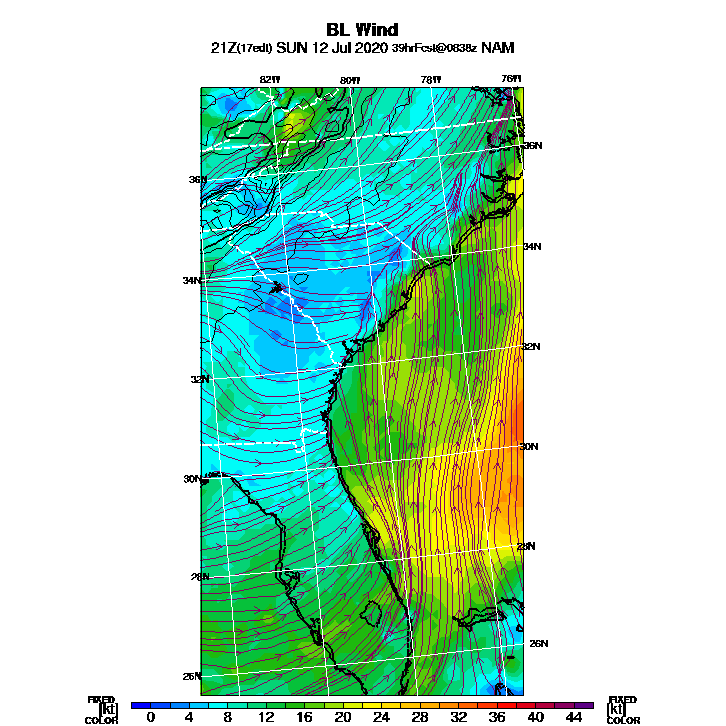 BL Wind
21Z(17edt) SUN 12 Jul 2020 39hrFcst@0838z NAM
82W 80W 78W 76W
36N
36N
34N
34N
32N
32N
30N
30N
28N
28N
26N
26N
FIXED FIXED
[kt] 0 4 8 12 16 20 24 28 32 36 40 44 [kt]
COLOR COLOR